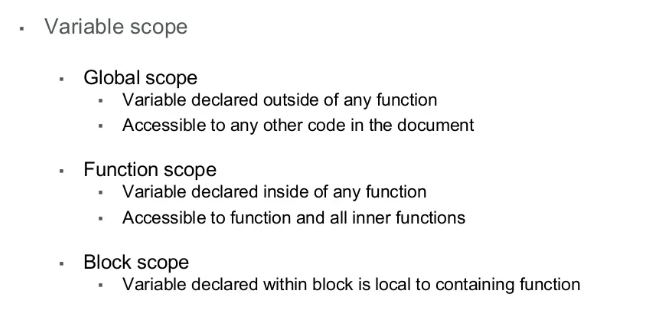 ▪ Variable scope
▪ Global scope
▪ Variable declared outside of any function
▪ Accessible to any other code in the document
▪ Function scope
▪ Variable declared inside of any function
▪ Accessible to function and all inner functions
▪ Block scope
▪ Variable declared within block is local to containing function